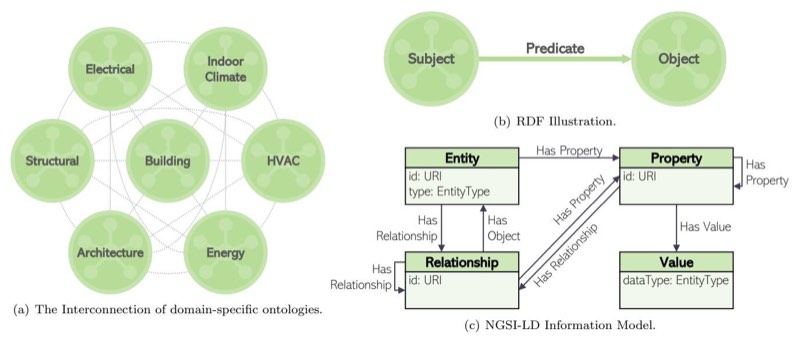 Electrical
Indoor
Climate
Structural
Building
HVAC
Architecture
Energy
(a) The Interconnection of domain-specific ontologies.
Subject
Predicate
Object
(b) RDF Illustration.
Entity
id: URI
type: EntityType
Has Property
Property
id: URI
Has
Property
Has
Relationship
Has
Object
Has Property
Has Relationship
Has Value
Has
Relationship
Relationship
id: URI
Value
dataType: EntityType
(c) NGSI-LD Information Model.